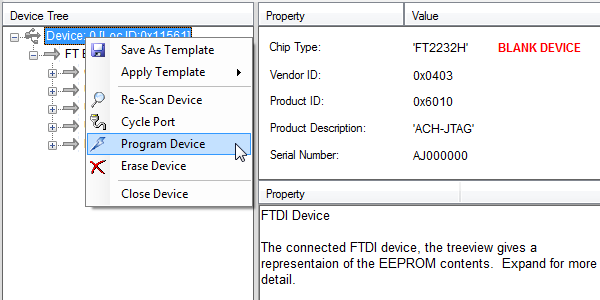 Device Tree
Device: 0 [Loc ID:0x11561]
FT
Save As Template
Apply Template
Re-Scan Device
Cycle Port
Program Device
Erase Device
Close Device
Property Value
Chip Type: 'FT2232H' BLANK DEVICE
Vendor ID: 0x0403
Product ID: 0x6010
Product Description: 'ACH-JTAG'
Serial Number: AJ000000
Property
FTDI Device
The connected FTDI device, the treeview gives a
representaion of the EEPROM contents. Expand for more
detail.